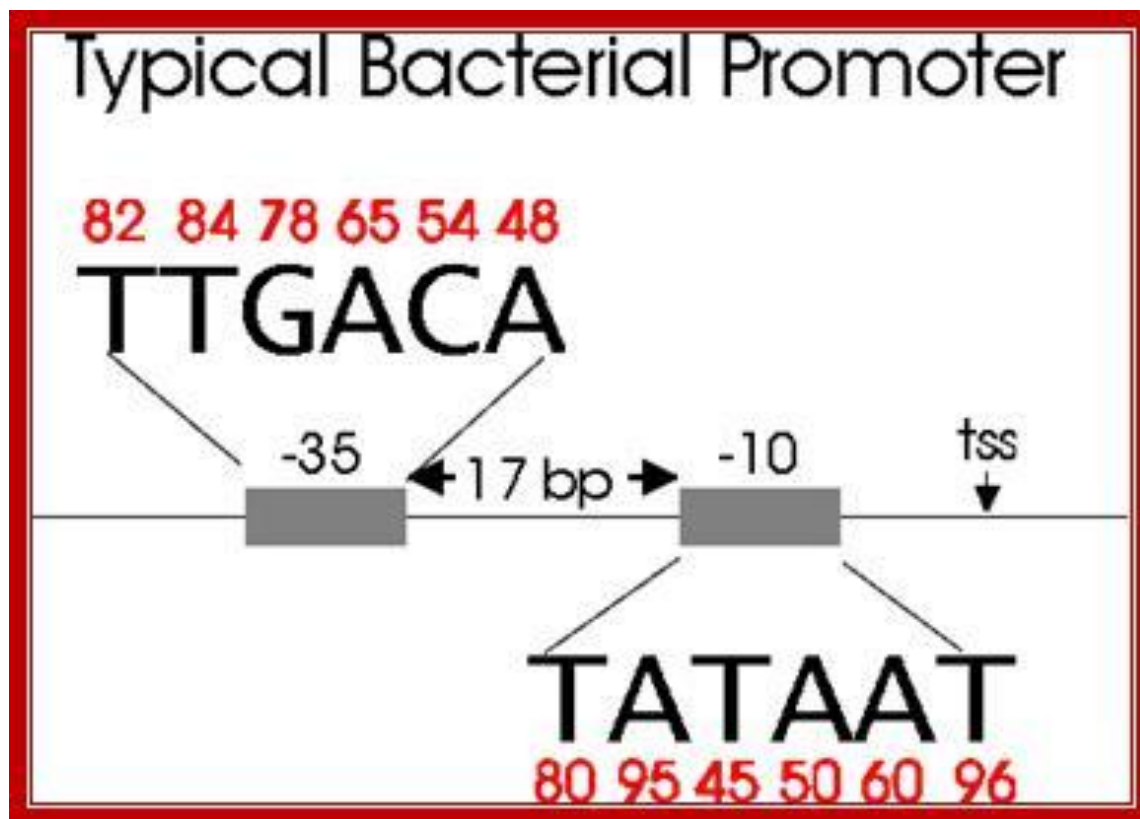 Typical Bacterial Promoter
82 84 78 65 54 48
TTGACA
-35
17 bp
-10
tss
TATAAT
80 95 45 50 60 96